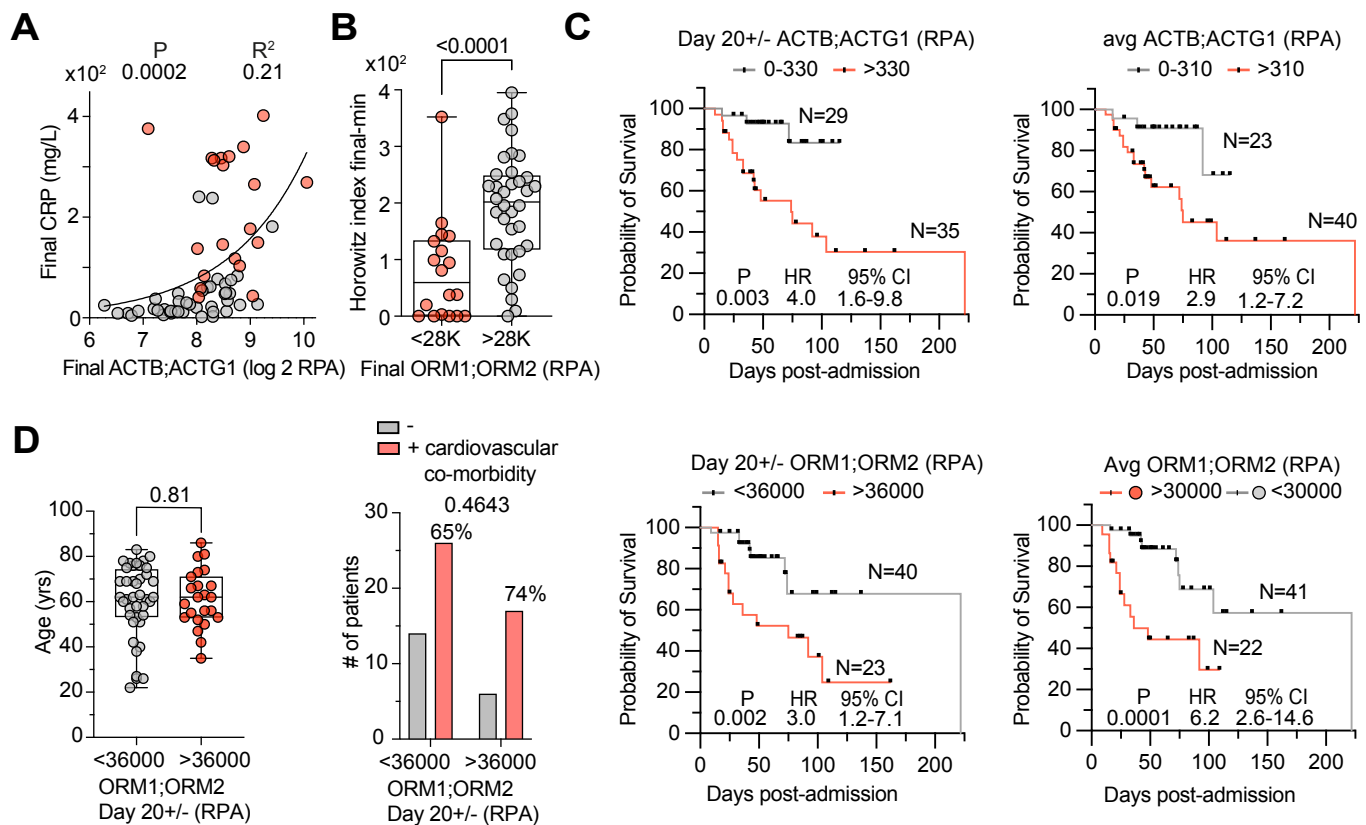 A
P
R²
0.0002
0.21
x10²
4
2
0
Final CRP (mg/L)
6
7
8
9
10
Final ACTB;ACTG1 (log 2 RPA)
B
<0.0001
x10²
4
3
2
1
0
Horowitz index final-min
<28K
>28K
Final ORM1;ORM2 (RPA)
C
Day 20+/- ACTB;ACTG1 (RPA)
0-330
>330
100
80
60
40
20
0
Probability of Survival
N=29
N=35
P
HR
95% CI
0.003
4.0
1.6-9.8
0
50
100
150
200
Days post-admission
avg ACTB;ACTG1 (RPA)
0-310
>310
100
80
60
40
20
0
Probability of Survival
N=23
N=40
P
HR
95% CI
0.019
2.9
1.2-7.2
0
50
100
150
200
Days post-admission
D
0.81
100
80
60
40
20
0
Age (yrs)
<36000
>36000
ORM1;ORM2
Day 20+/- (RPA)
-
+ cardiovascular
co-morbidity
0.4643
30
20
10
0
# of patients
65%
74%
<36000
>36000
ORM1;ORM2
Day 20+/- (RPA)
Day 20+/- ORM1;ORM2 (RPA)
<36000
>36000
100
80
60
40
20
0
Probability of Survival
N=40
N=23
P
HR
95% CI
0.002
3.0
1.2-7.1
0
50
100
150
200
Days post-admission
Avg ORM1;ORM2 (RPA)
>30000
<30000
100
80
60
40
20
0
Probability of Survival
N=41
N=22
P
HR
95% CI
0.0001
6.2
2.6-14.6
0
50
100
150
200
Days post-admission